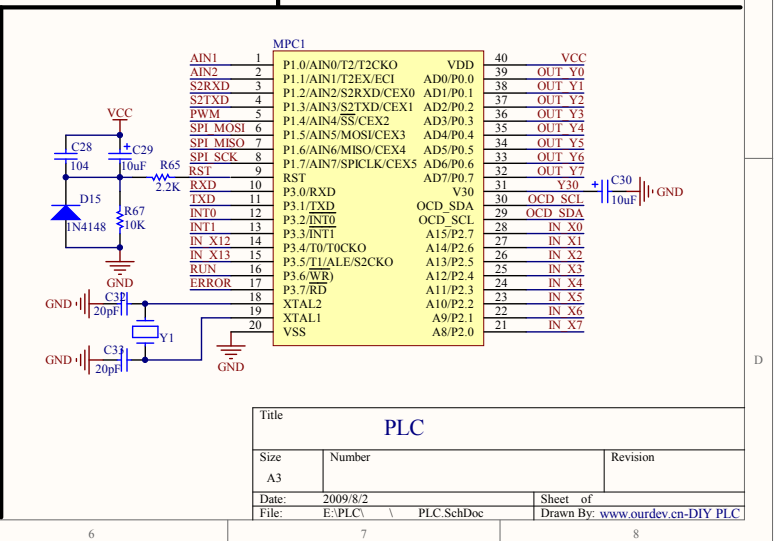 MPC1
AIN1 1 P1.0/AIN0/T2/T2CKO VDD 40 VCC
AIN2 2 P1.1/AIN1/T2EX/ECI AD0/P0.0 39 OUT Y0
S2RXD 3 P1.2/AIN2/S2RXD/CEX0 AD1/P0.1 38 OUT Y1
S2TXD 4 P1.3/AIN3/S2TXD/CEX1 AD2/P0.2 37 OUT Y2
PWM 5 P1.4/AIN4/SS/CEX2 AD3/P0.3 36 OUT Y3
SPI MOSI 6 P1.5/AIN5/MOSI/CEX3 AD4/P0.4 35 OUT Y4
SPI MISO 7 P1.6/AIN6/MISO/CEX4 AD5/P0.5 34 OUT Y5
SPI SCK 8 P1.7/AIN7/SPICLK/CEX5 AD6/P0.6 33 OUT Y6
RST 9 RST AD7/P0.7 32 OUT Y7
RXD 10 P3.0/RXD V30 31 Y30
TXD 11 P3.1/TXD OCD_SDA 30 OCD SCL
INT0 12 P3.2/INT0 OCD_SCL 29 OCD SDA
INT1 13 P3.3/INT1 A15/P2.7 28 IN X0
IN X12 14 P3.4/T0/T0CKO A14/P2.6 27 IN X1
IN X13 15 P3.5/T1/ALE/S2CKO A13/P2.5 26 IN X2
RUN 16 P3.6/WR) A12/P2.4 25 IN X3
ERROR 17 P3.7/RD A11/P2.3 24 IN X4
18 XTAL2 A10/P2.2 23 IN X5
19 XTAL1 A9/P2.1 22 IN X6
20 VSS A8/P2.0 21 IN X7
VCC
C28
104
C29
10uF
R65
2.2K
D15
1N4148
R67
10K
GND
C30
10uF
GND
GND
C32
20pF
Y1
GND
C33
20pF
GND
D
Title
PLC
Size Number Revision
A3
Date: 2009/8/2 Sheet of
File: E:\PLC\ \ PLC.SchDoc Drawn By: www.ourdev.cn-DIY PLC
6 7 8